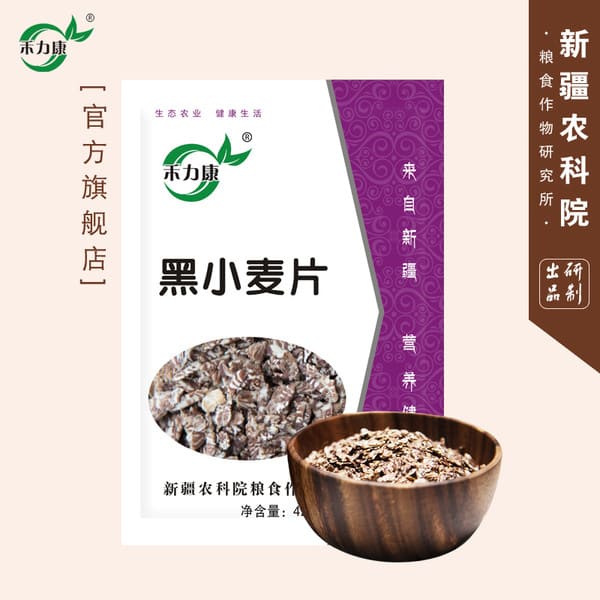 禾力康®
[官方旗舰店]
新疆农科院
·粮食作物研究所·
研制
出品
生态农业 健康生活
禾力康®
来自新疆 营养健
黑小麦片
新疆农科院粮食作
净含量：4